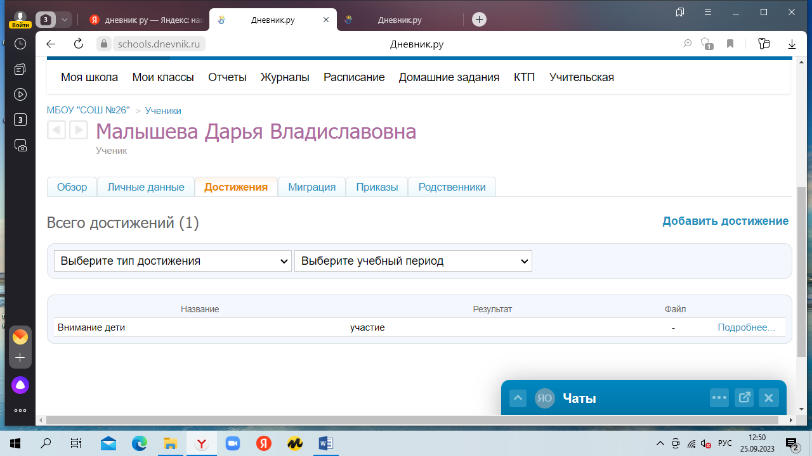 Войти
3
дневник ру — Яндекс на
Дневник.ру
Дневник.ру
schools.dnevnik.ru
Дневник.ру
1
Моя школа Мои классы Отчеты Журналы Расписание Домашние задания КТП Учительская
МБОУ "СОШ №26" > Ученики
Малышева Дарья Владиславовна
Ученик
Обзор Личные данные Достижения Миграция Приказы Родственники
Всего достижений (1)
Добавить достижение
Выберите тип достижения Выберите учебный период
Название Результат Файл
Внимание дети участие - Подробнее...
3
ЯО Чаты
РУС
12:50
25.09.2023
2